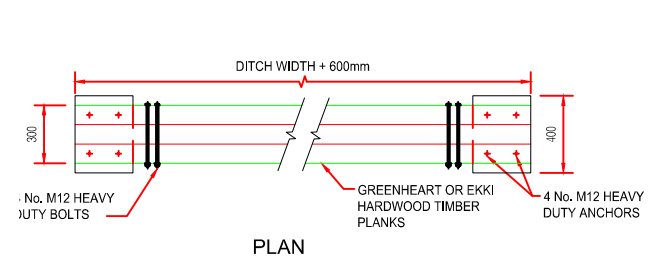 DITCH WIDTH + 600mm
300
400
No. M12 HEAVY
BOLTS
GREENHEART OR EKKI
HARDWOOD TIMBER
PLANKS
4 No. M12 HEAVY
DUTY ANCHORS
PLAN